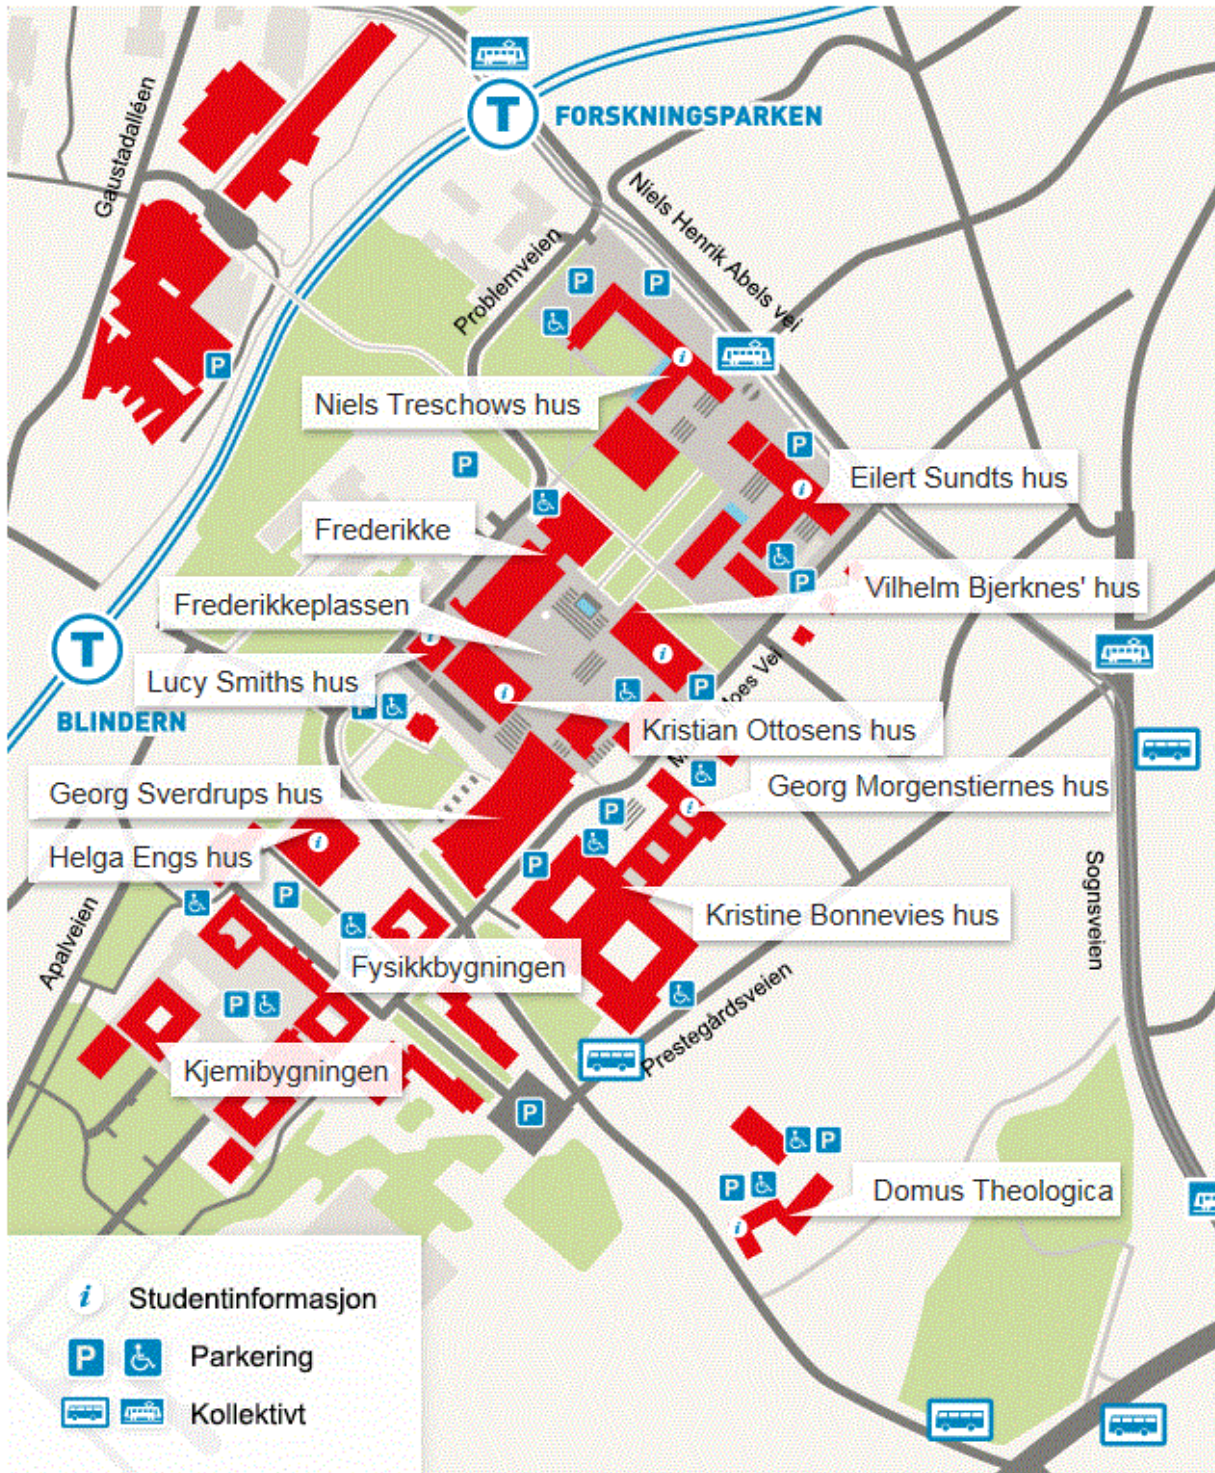 T
FORSKNINGSPARKEN
Gaustadalléen
Niels Henrik Abels vei
Problemveien
P
P
i
P
Niels Treschows hus
P
P
Eilert Sundts hus
i
Frederikke
P
Vilhelm Bjerknes' hus
Frederikkeplassen
T
i
i
Lucy Smiths hus
P
Moes Vei
i
P
BLINDERN
Kristian Ottosens hus
Georg Morgenstiernes hus
Georg Sverdrups hus
i
P
i
Helga Engs hus
P
P
Sognsveien
Kristine Bonnevies hus
Apalveien
Fysikkbygningen
P
Prestegårdsveien
Kjemibygningen
P
P
P
Domus Theologica
i
i Studentinformasjon
P Parkering
Kollektivt